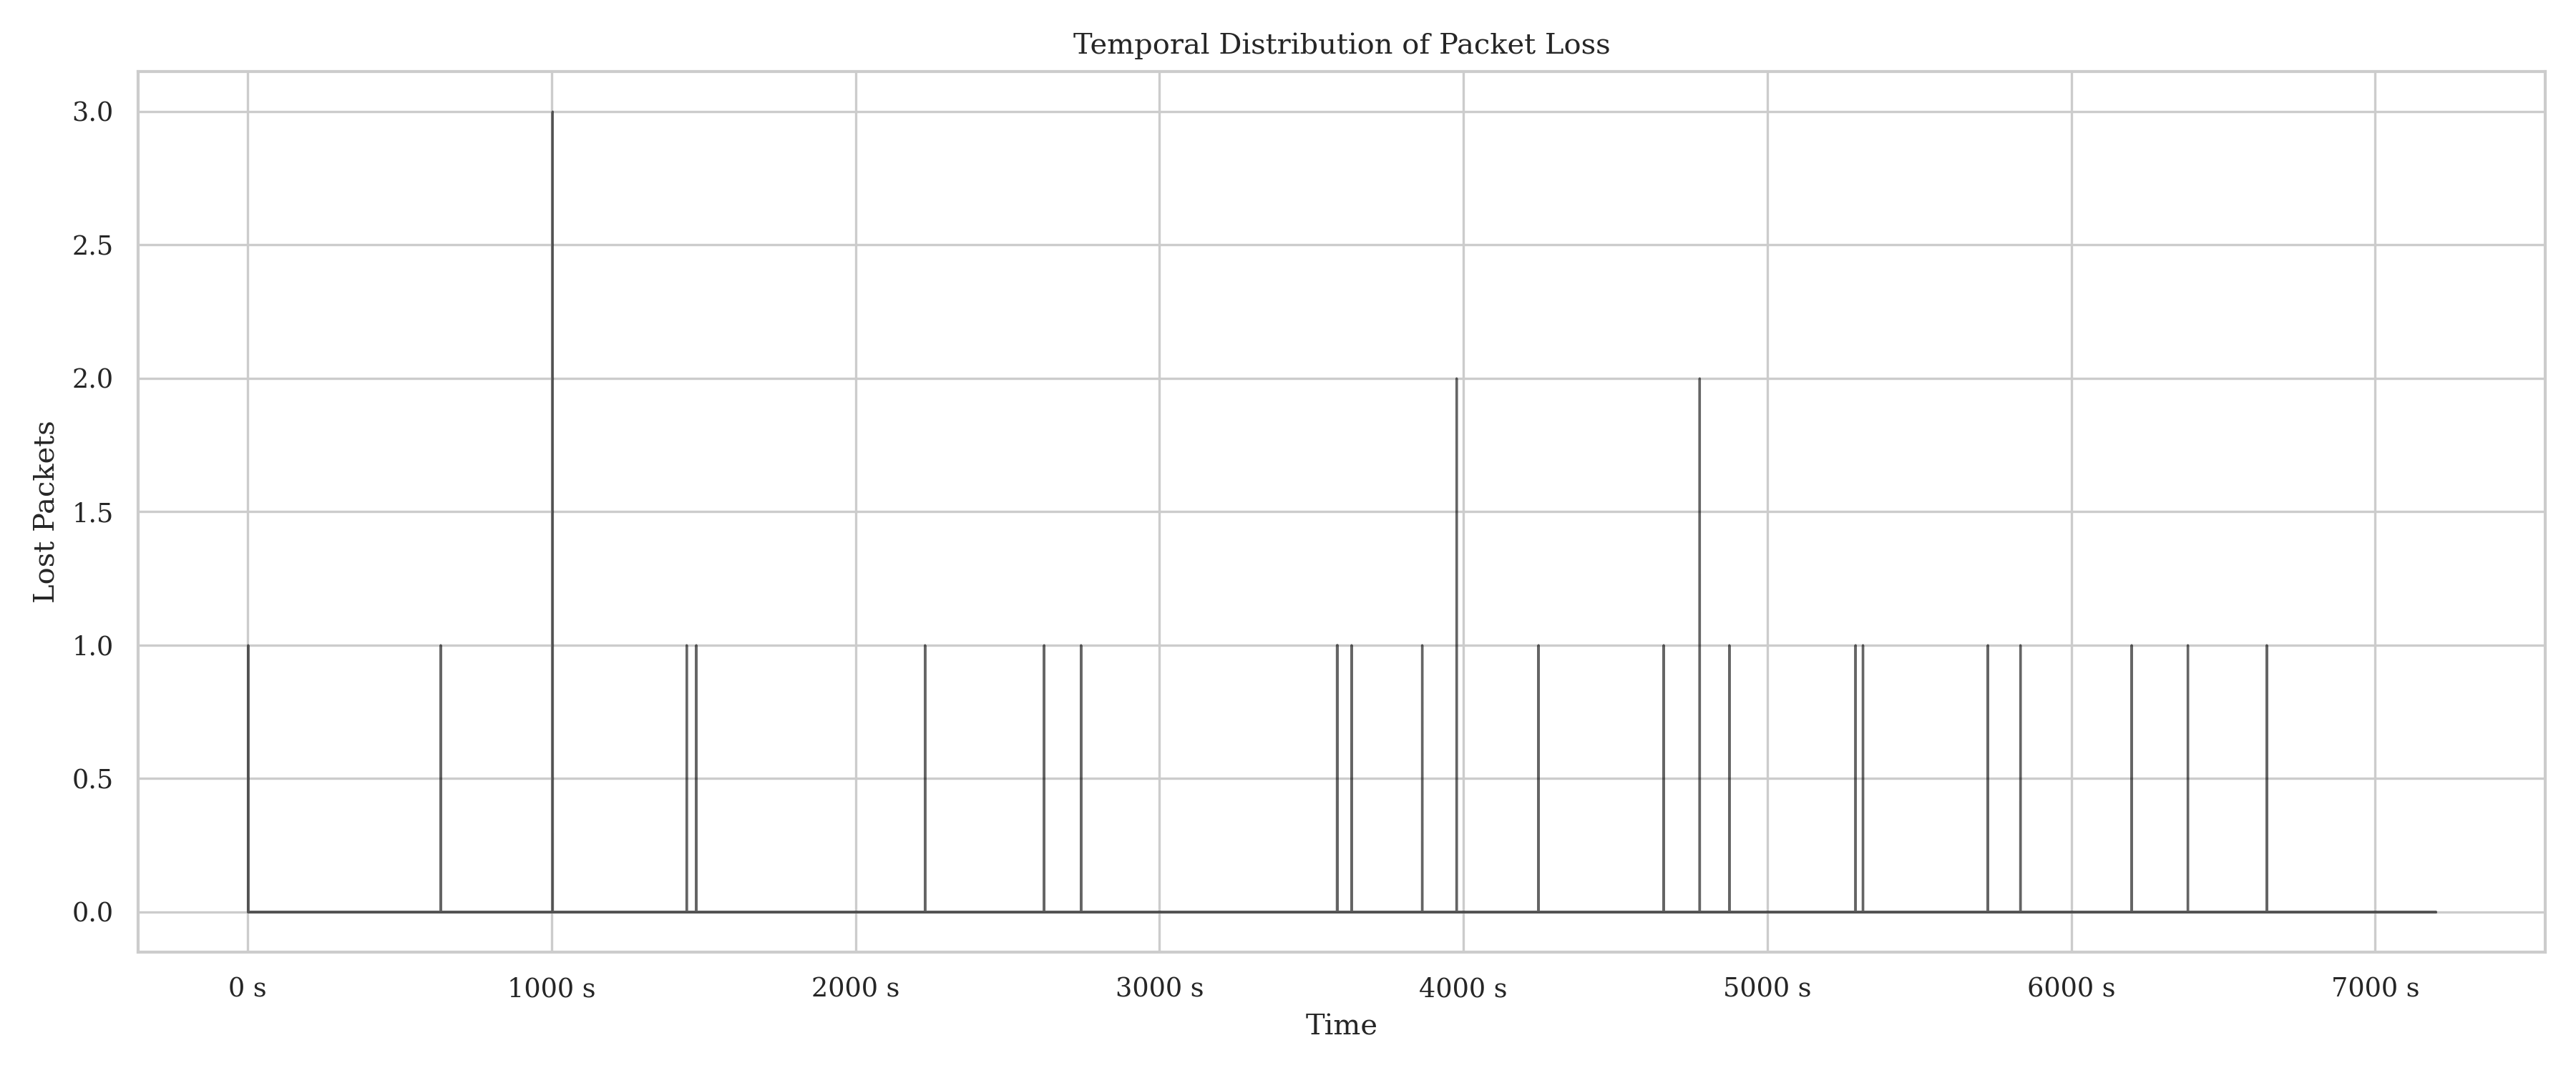 Temporal Distribution of Packet Loss
3.0
2.5
2.0
1.5
1.0
0.5
0.0
Lost Packets
0 s
1000 s
2000 s
3000 s
4000 s
5000 s
6000 s
7000 s
Time